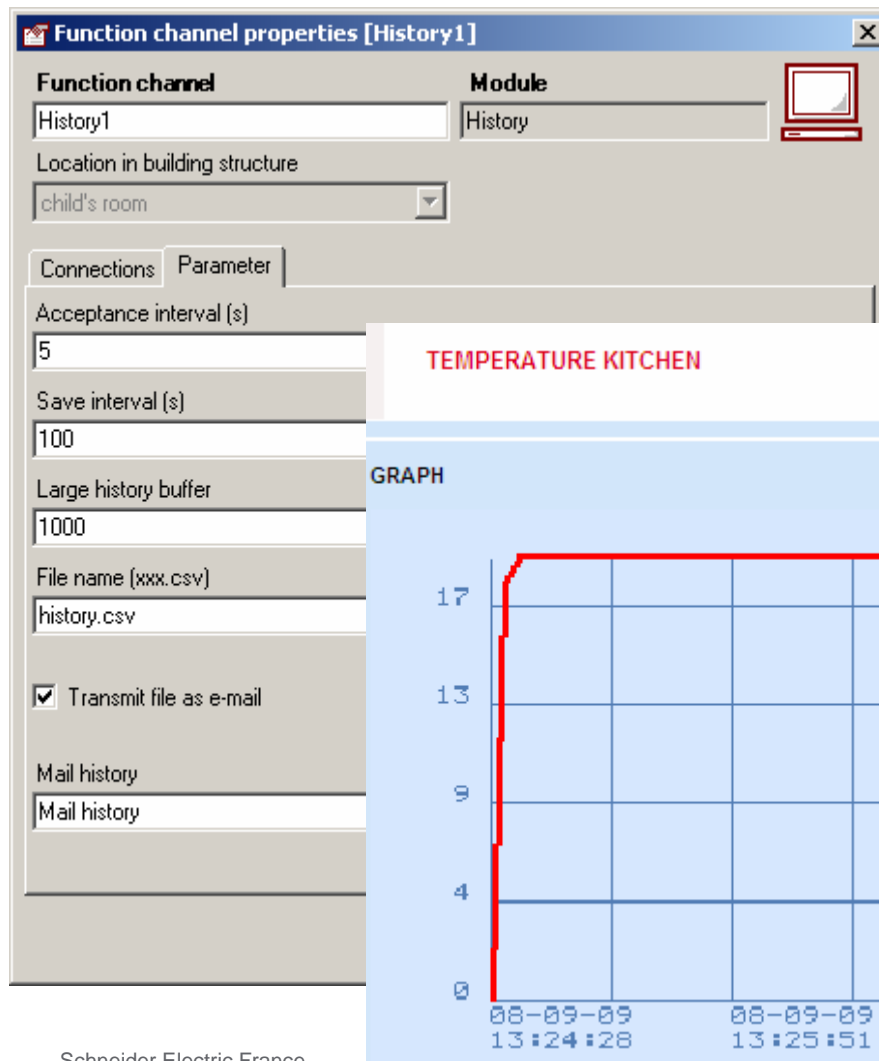 Function channel properties [History1]
Function channel
Module
History1
History
Location in building structure
child's room
Connections
Parameter
Acceptance interval (s)
5
Save interval (s)
100
Large history buffer
1000
File name (xxx.csv)
history.csv
Transmit file as e-mail
Mail history
Mail history
TEMPERATURE KITCHEN
GRAPH
17
13
9
4
0
08-09-09 08-09-09
13:24:28 13:25:51
Schneider Electric France